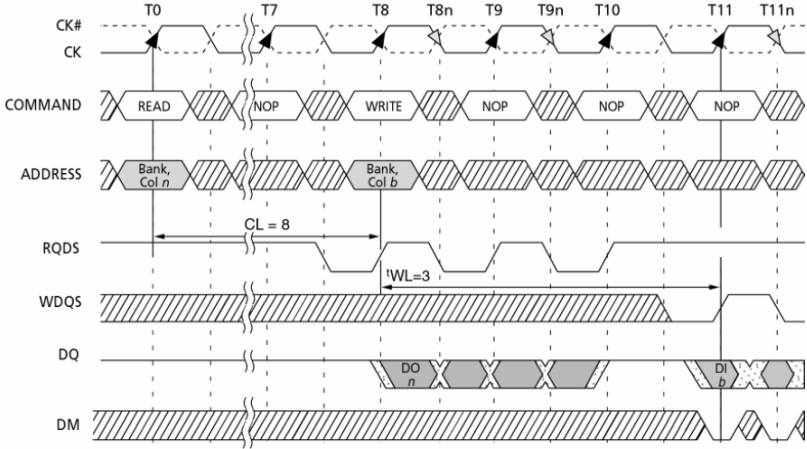 T0 T7 T8 T8n T9 T9n T10 T11 T11n
CK#
CK
COMMAND READ NOP WRITE NOP NOP NOP
ADDRESS Bank, Col n Bank, Col b
CL = 8
RQDS
tWL=3
WDQS
DQ DO n DI b
DM